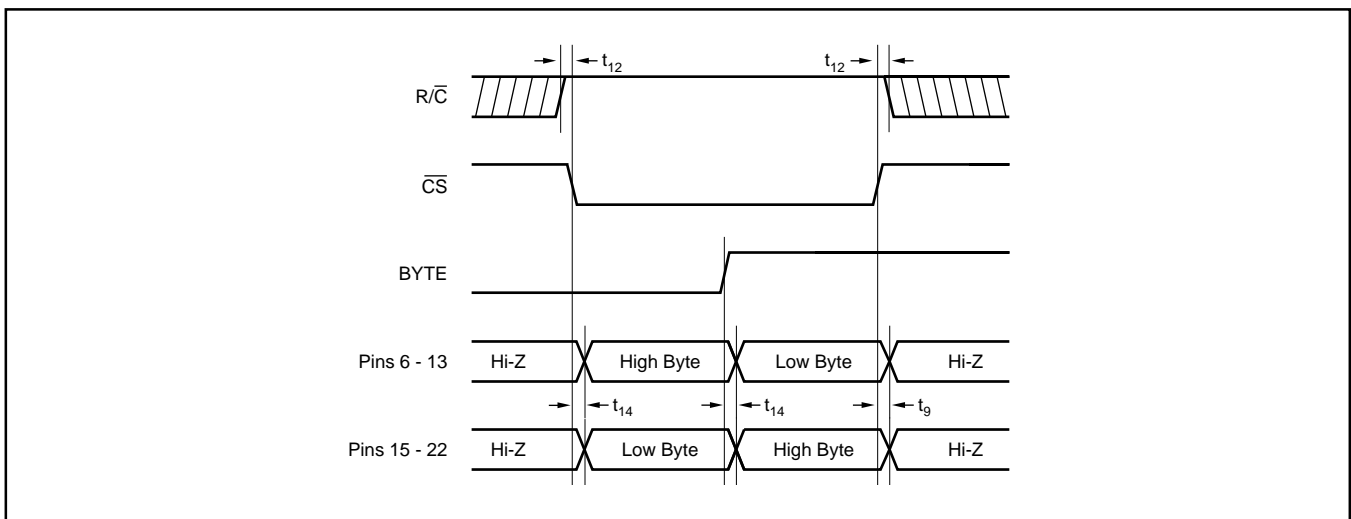 t₁₂ t₁₂
R/C̅
C̅S̅
BYTE
Pins 6 - 13 Hi-Z High Byte Low Byte Hi-Z
t₁₄ t₁₄ t₉
Pins 15 - 22 Hi-Z Low Byte High Byte Hi-Z